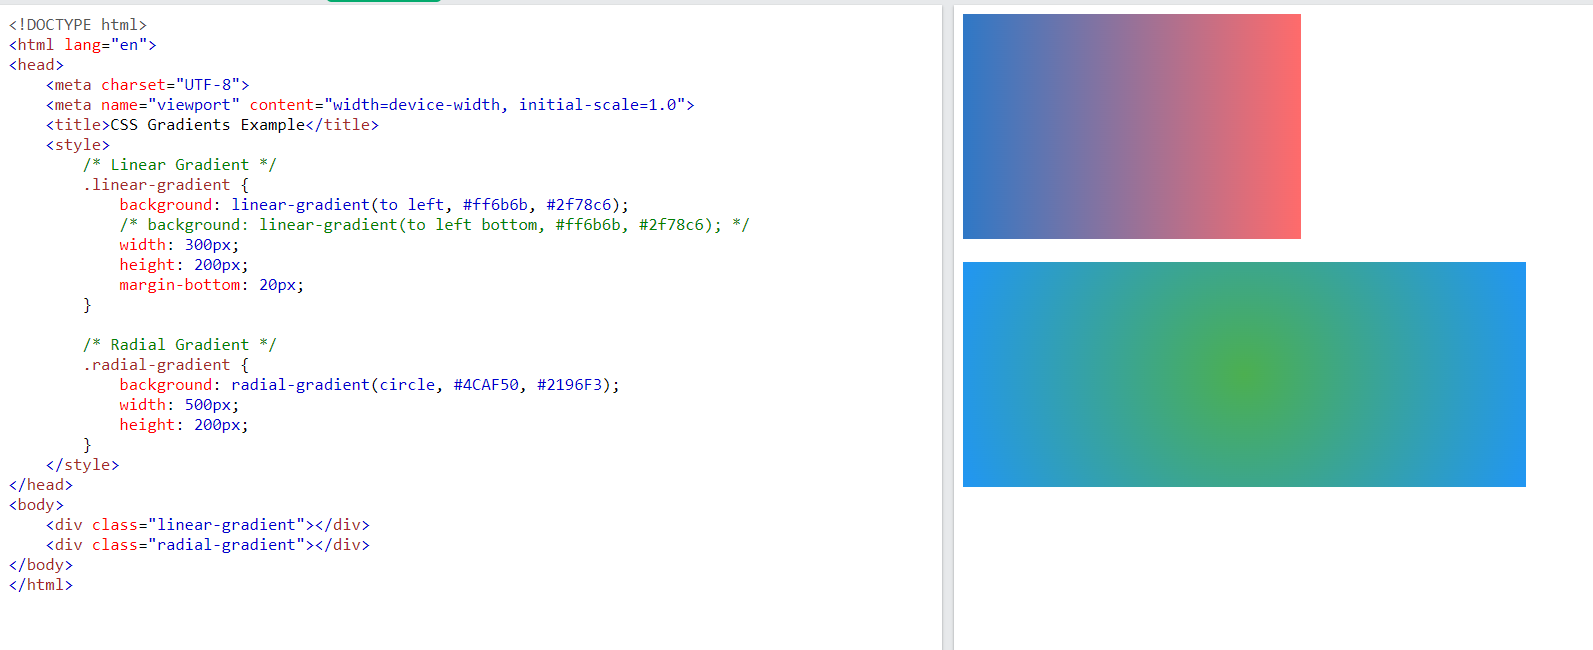 <!DOCTYPE html>
<html lang="en">
<head>
    <meta charset="UTF-8">
    <meta name="viewport" content="width=device-width, initial-scale=1.0">
    <title>CSS Gradients Example</title>
    <style>
        /* Linear Gradient */
        .linear-gradient {
            background: linear-gradient(to left, #ff6b6b, #2f78c6);
            /* background: linear-gradient(to left bottom, #ff6b6b, #2f78c6); */
            width: 300px;
            height: 200px;
            margin-bottom: 20px;
        }

        /* Radial Gradient */
        .radial-gradient {
            background: radial-gradient(circle, #4CAF50, #2196F3);
            width: 500px;
            height: 200px;
        }
    </style>
</head>
<body>
    <div class="linear-gradient"></div>
    <div class="radial-gradient"></div>
</body>
</html>